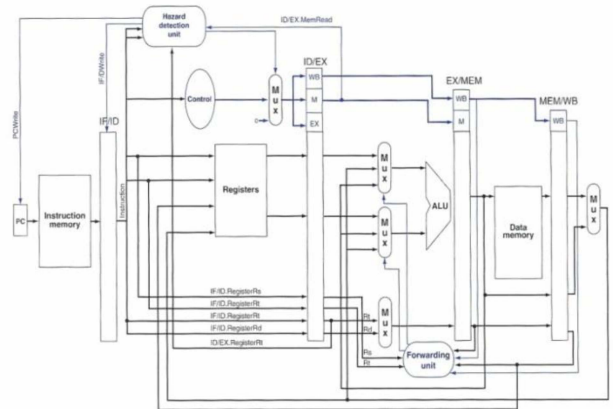 Hazard
detection
unit
ID/EX.MemRead
IF/IDWrite
PCWrite
ID/EX
WB
M
EX
Control
M
u
x
EX/MEM
WB
M
MEM/WB
WB
IF/ID
Instruction
PC
Instruction
memory
Registers
M
u
x
M
u
x
ALU
Data
memory
M
u
x
IF/ID.RegisterRs
IF/ID.RegisterRt
IF/ID.RegisterRt
IF/ID.RegisterRd
ID/EX.RegisterRt
Rt
Rd
M
u
x
Rs
Rt
Forwarding
unit